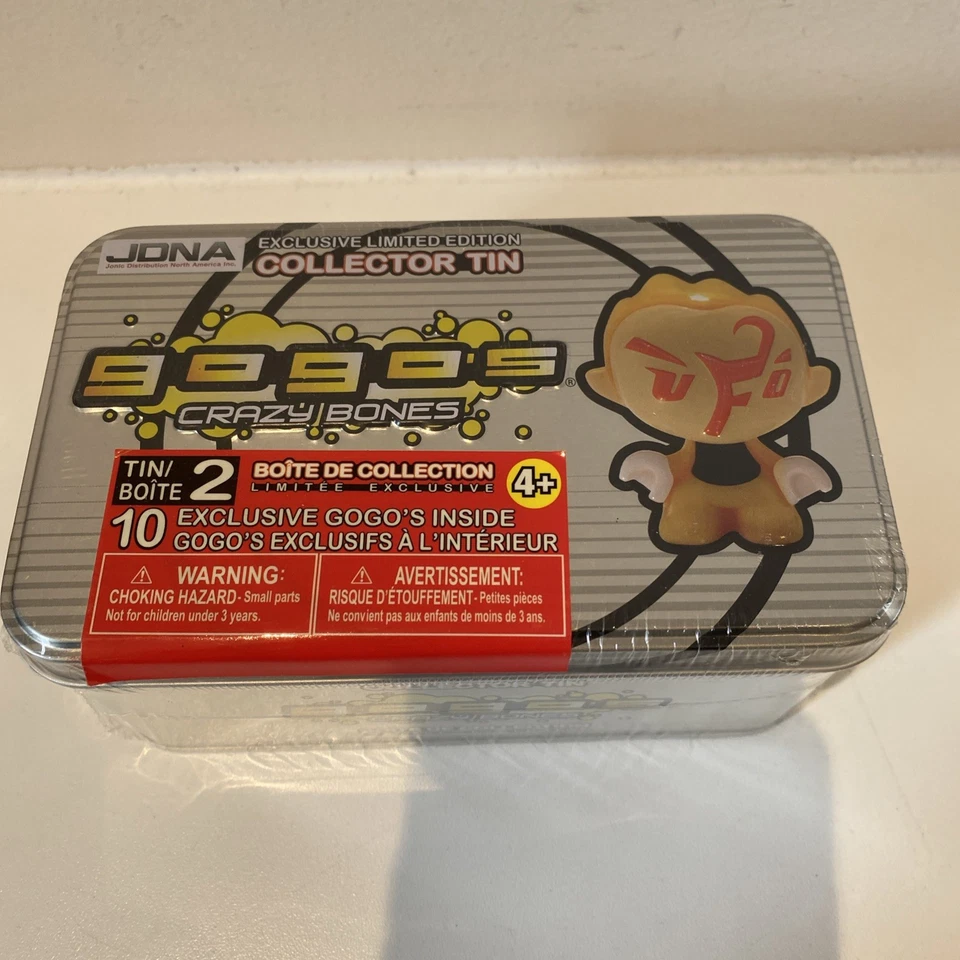 JDNA
Joms Distribution North America Inc.
EXCLUSIVE LIMITED EDITION
COLLECTOR TIN
gogo's®
CRAZY BONES
TIN/
BOÎTE 2
BOÎTE DE COLLECTION
LIMITÉE EXCLUSIVE
4+
10 EXCLUSIVE GOGO'S INSIDE
GOGO'S EXCLUSIFS À L'INTÉRIEUR
WARNING:
CHOKING HAZARD - Small parts
Not for children under 3 years.
AVERTISSEMENT:
RISQUE D'ÉTOUFFEMENT - Petites pièces
Ne convient pas aux enfants de moins de 3 ans.